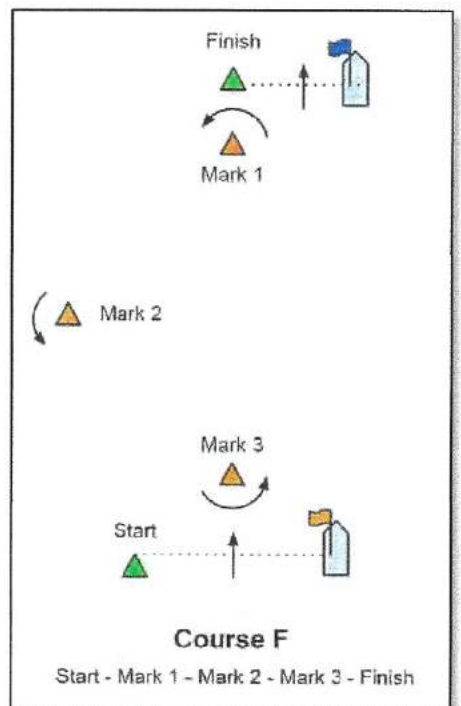 Finish
Mark 1
Mark 2
Mark 3
Start
Course F
Start - Mark 1 - Mark 2 - Mark 3 - Finish